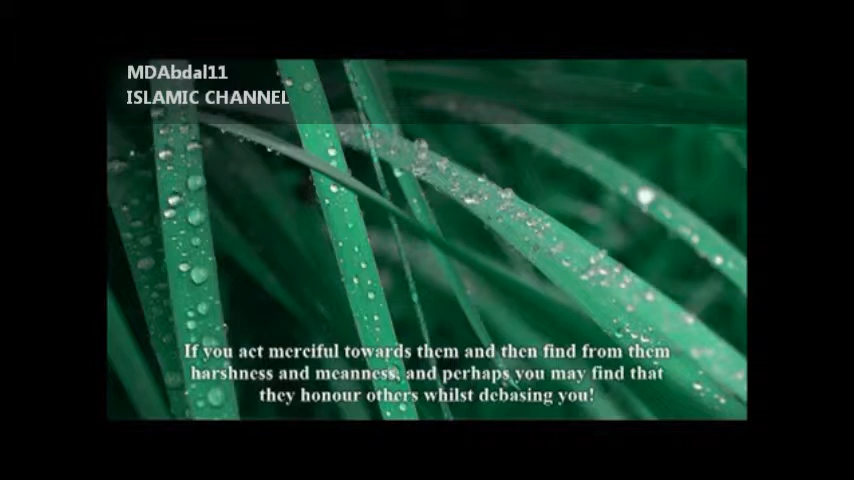 MDAbdal11
ISLAMIC CHANNEL
If you act merciful towards them and then find from them
harshness and meanness, and perhaps you may find that
they honour others whilst debasing you!